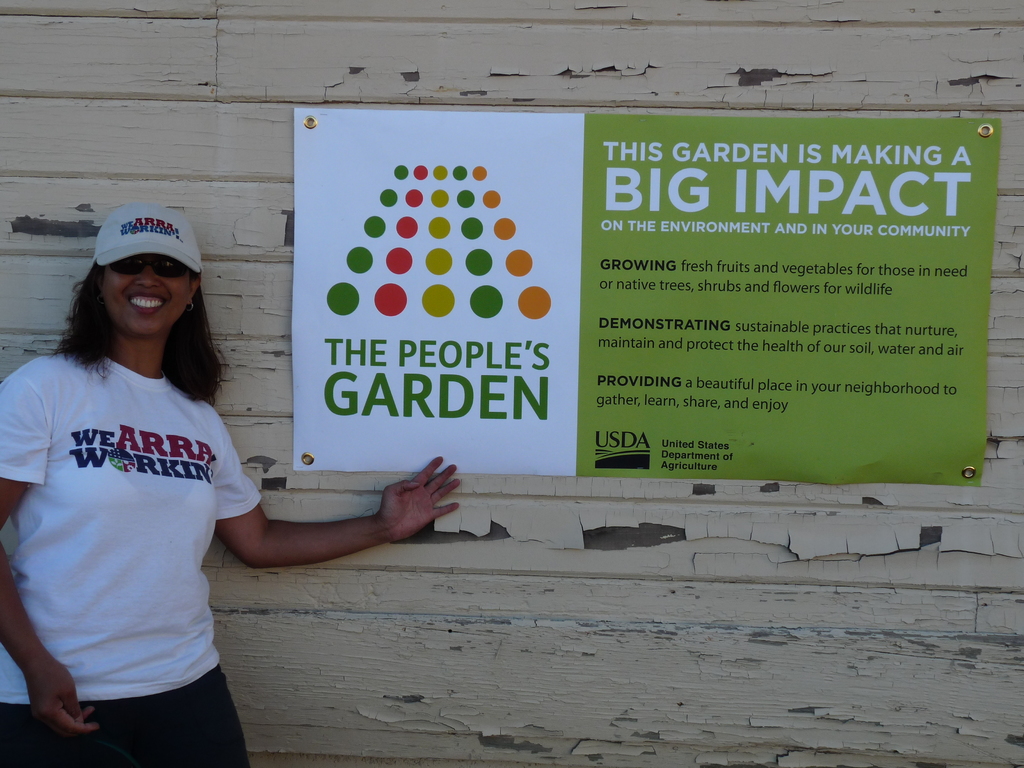 WE ARRA
WORKIN'!
WE ARRA
WORKIN'
THE PEOPLE'S
GARDEN
THIS GARDEN IS MAKING A
BIG IMPACT
ON THE ENVIRONMENT AND IN YOUR COMMUNITY
GROWING fresh fruits and vegetables for those in need
or native trees, shrubs and flowers for wildlife
DEMONSTRATING sustainable practices that nurture,
maintain and protect the health of our soil, water and air
PROVIDING a beautiful place in your neighborhood to
gather, learn, share, and enjoy
USDA
United States
Department of
Agriculture